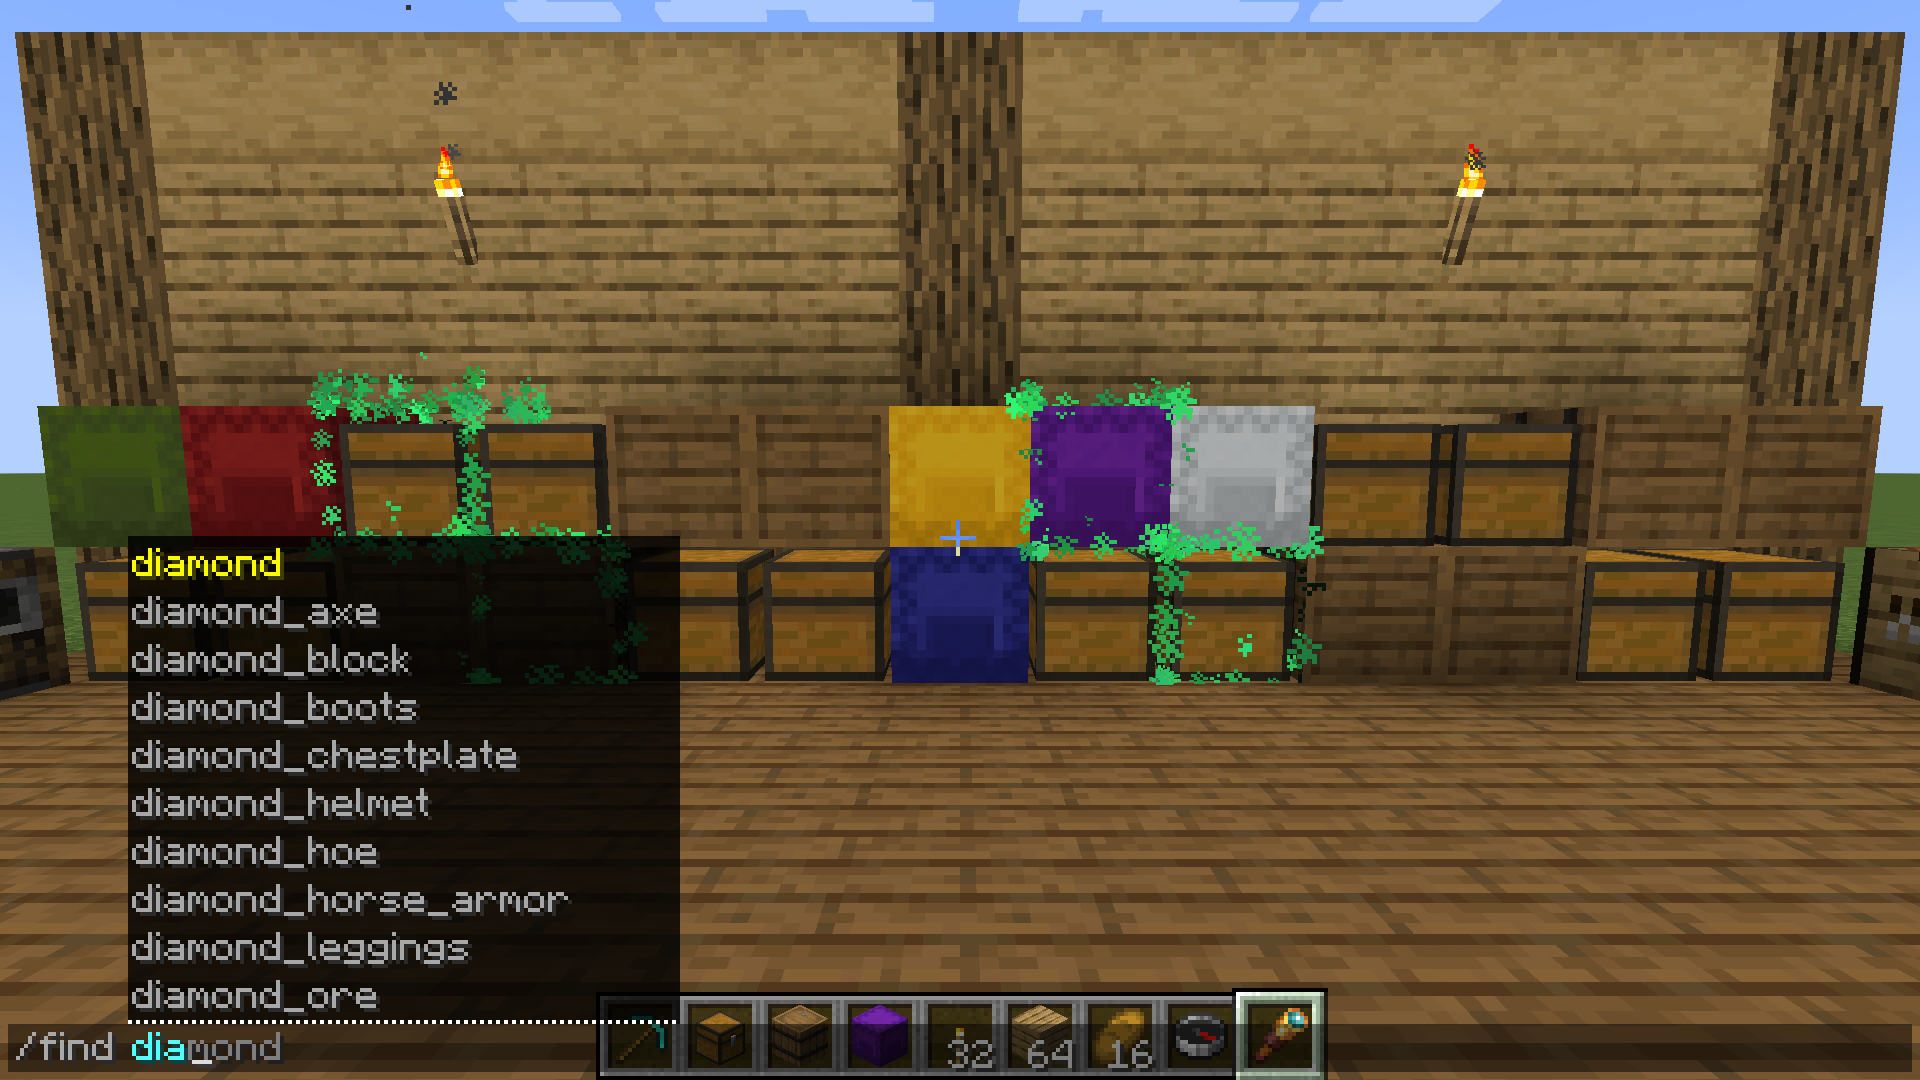 diamond
diamond_axe
diamond_block
diamond_boots
diamond_chestplate
diamond_helmet
diamond_hoe
diamond_horse_armor
diamond_leggings
diamond_ore
/find diamond
32 64 16